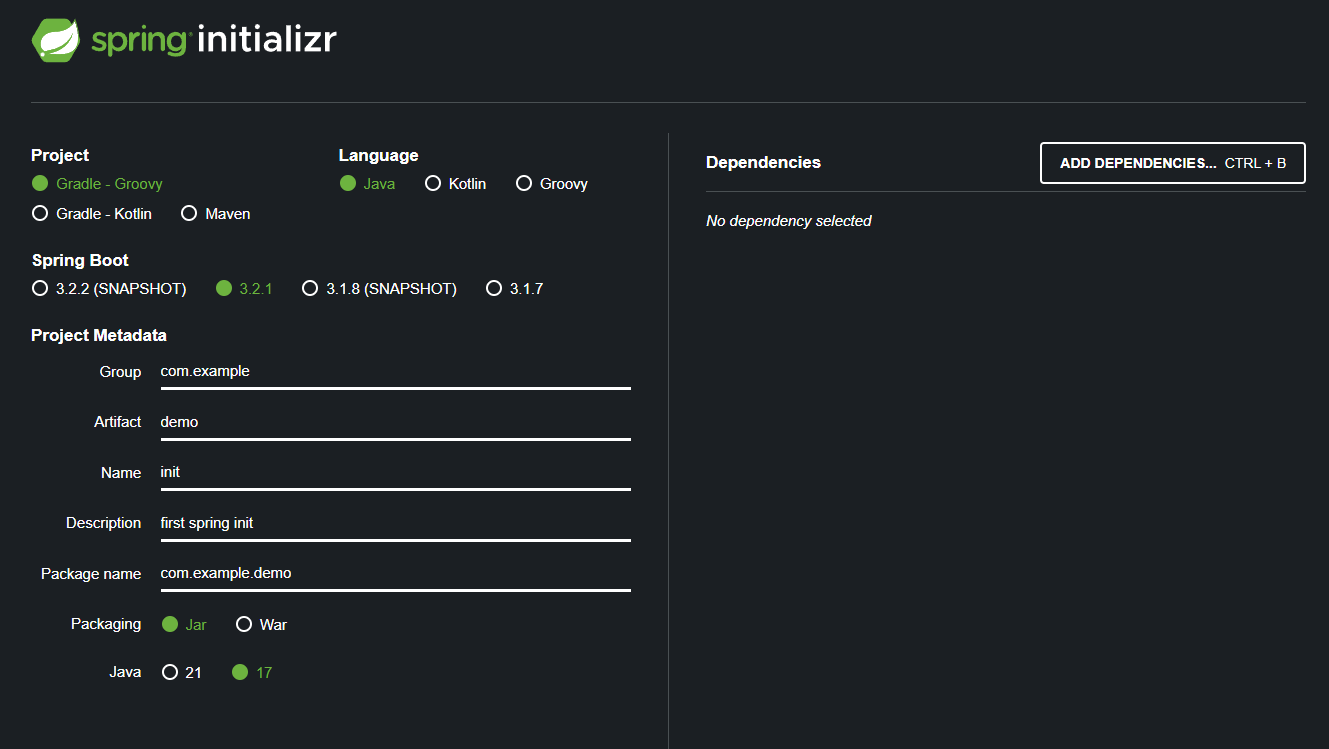 spring initializr
Project
Gradle - Groovy
Gradle - Kotlin Maven
Language
Java Kotlin Groovy
Spring Boot
3.2.2 (SNAPSHOT) 3.2.1 3.1.8 (SNAPSHOT) 3.1.7
Project Metadata
Group com.example
Artifact demo
Name init
Description first spring init
Package name com.example.demo
Packaging Jar War
Java 21 17
Dependencies ADD DEPENDENCIES... CTRL + B
No dependency selected